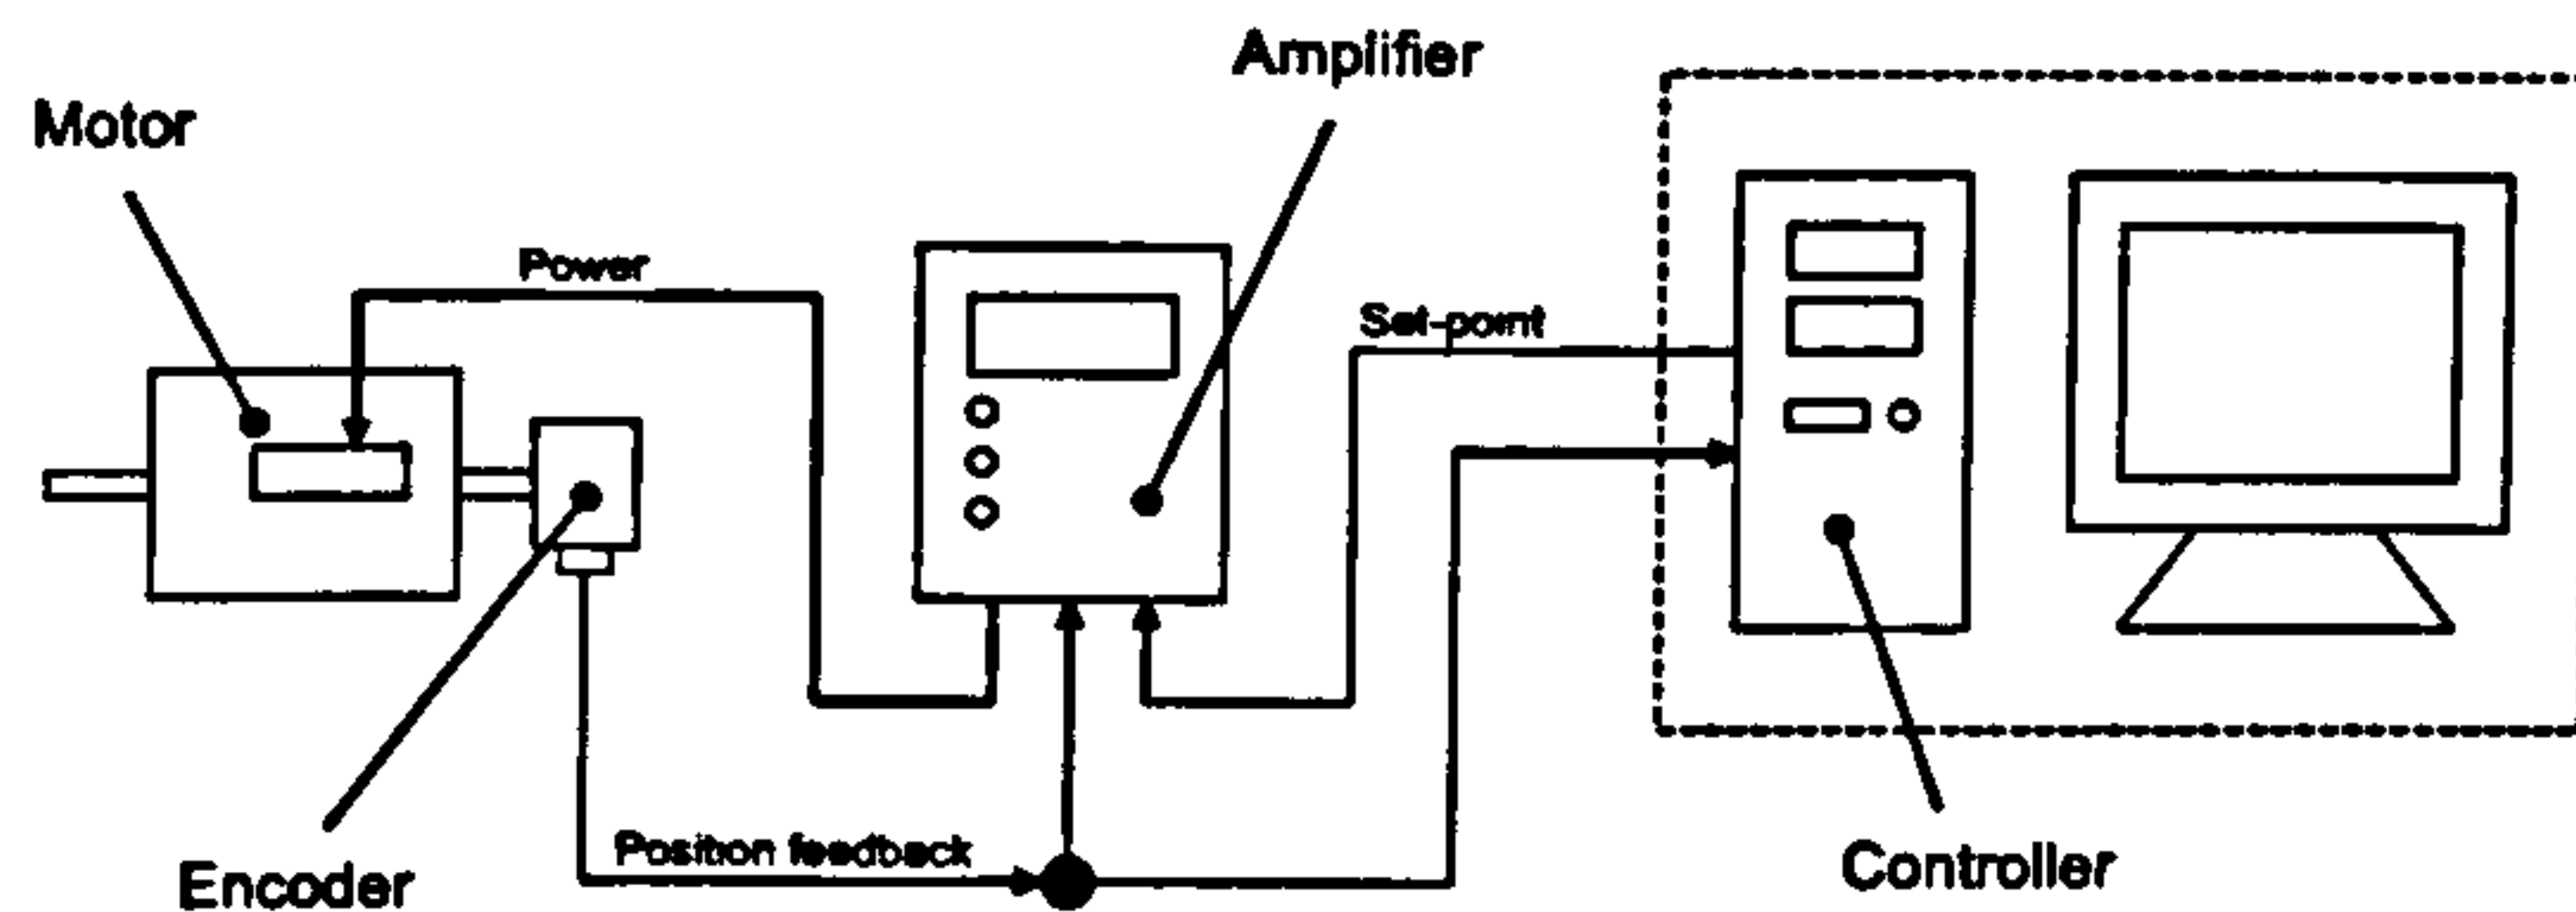 Amplifier
Motor
Power
Set-point
Position feedback
Encoder
Controller